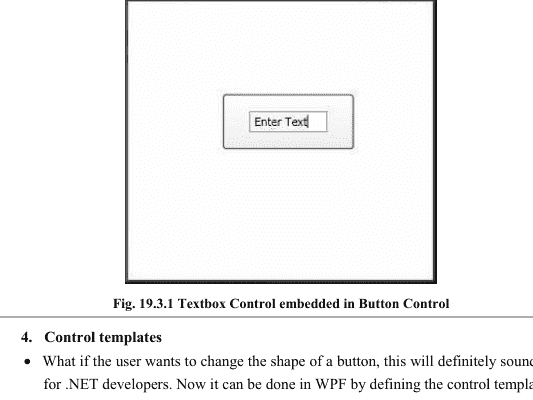 Enter Text
Fig. 19.3.1 Textbox Control embedded in Button Control
4. Control templates
• What if the user wants to change the shape of a button, this will definitely sound
for .NET developers. Now it can be done in WPF by defining the control